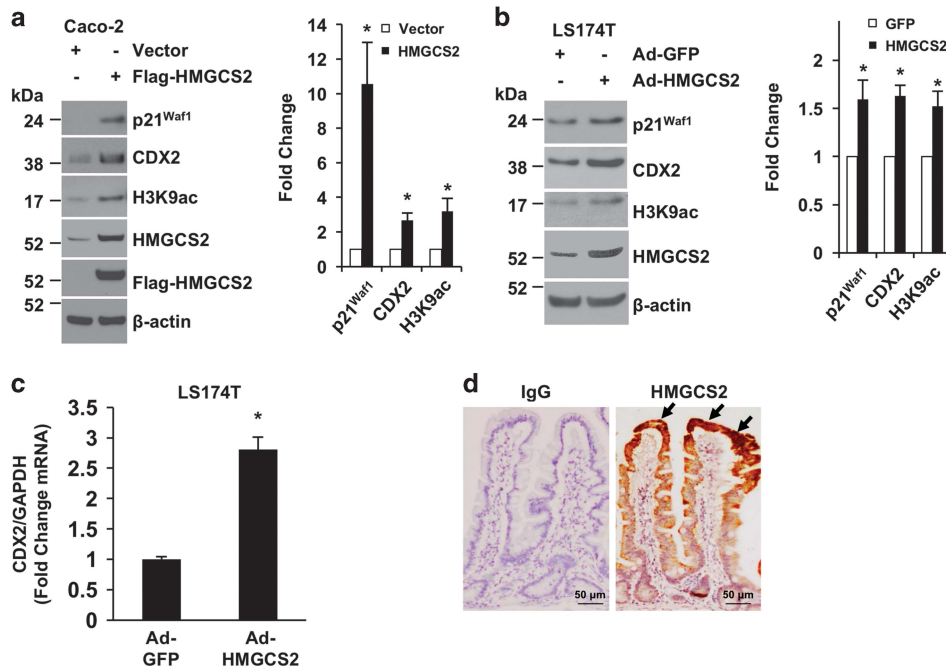 a
Caco-2
+ - Vector
- + Flag-HMGCS2
kDa
24 p21Waf1
38 CDX2
17 H3K9ac
52 HMGCS2
52 Flag-HMGCS2
52 β-actin
Vector
HMGCS2
Fold Change
14
12
10
8
6
4
2
0
*
*
*
p21Waf1
CDX2
H3K9ac
b
LS174T
+ - Ad-GFP
- + Ad-HMGCS2
kDa
24 p21Waf1
38 CDX2
17 H3K9ac
52 HMGCS2
52 β-actin
GFP
HMGCS2
Fold Change
2
1.5
1
0.5
0
*
*
*
p21Waf1
CDX2
H3K9ac
c
LS174T
CDX2/GAPDH
(Fold Change mRNA)
3.5
3
2.5
2
1.5
1
0.5
0
*
Ad-
GFP
Ad-
HMGCS2
d
IgG
HMGCS2
50 µm
50 µm